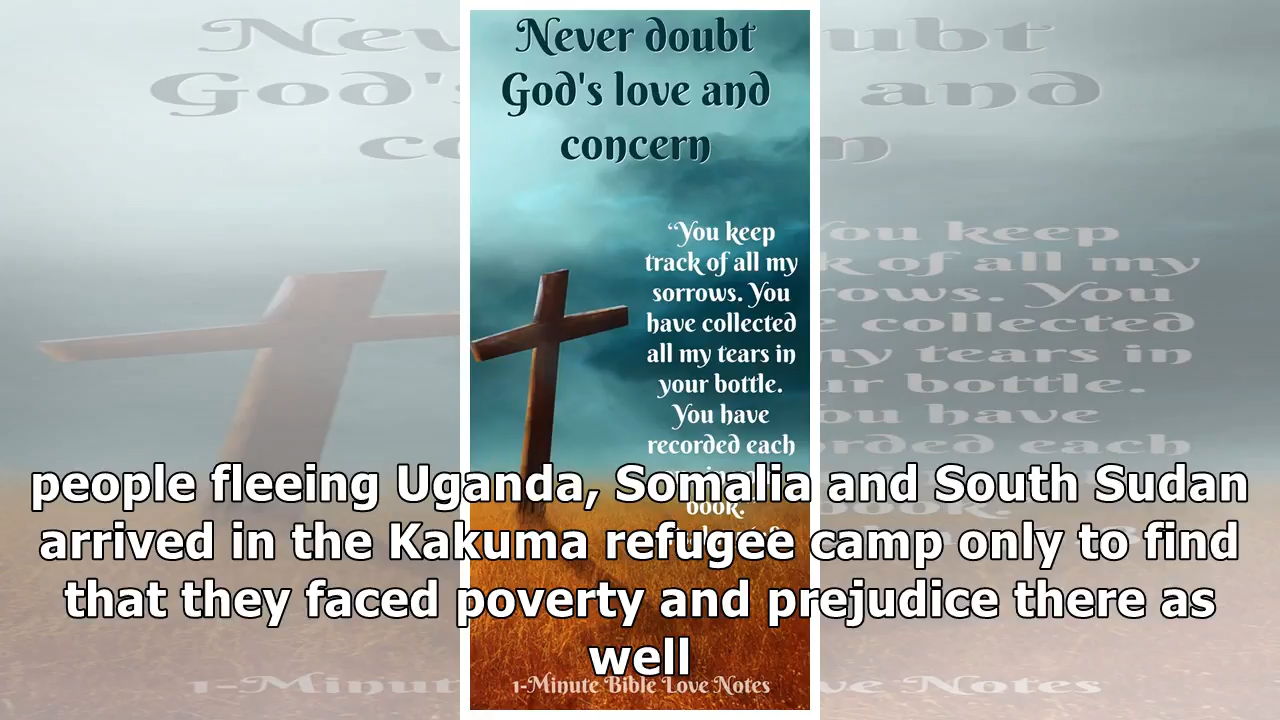 Never doubt
God's love and
concern
“You keep
track of all my
sorrows. You
have collected
all my tears in
your bottle.
You have
recorded each
book.
people fleeing Uganda, Somalia and South Sudan
arrived in the Kakuma refugee camp only to find
that they faced poverty and prejudice there as
well
1-Minute Bible Love Notes